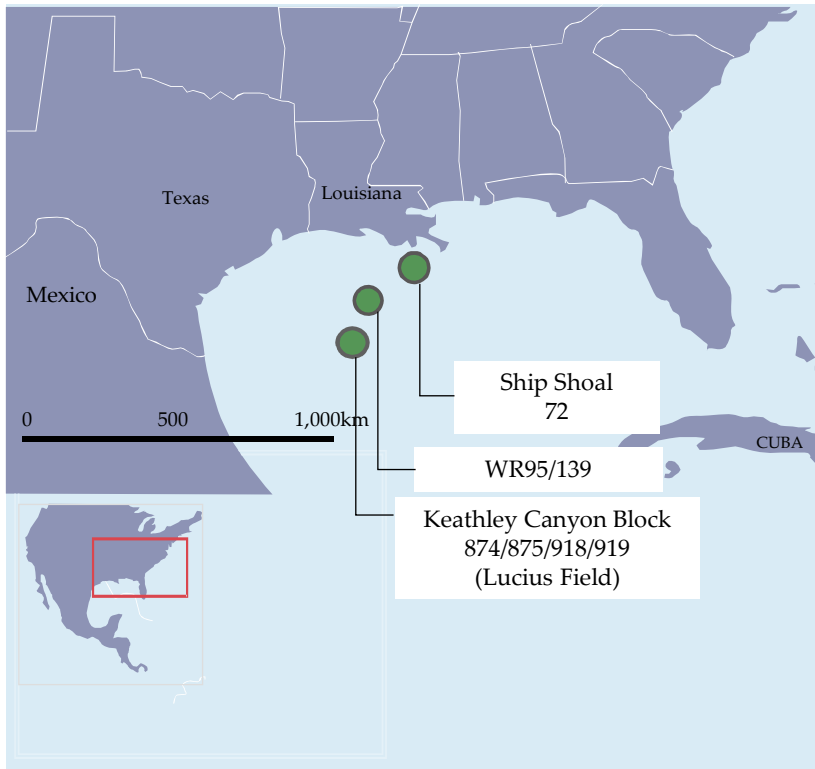 Texas
Louisiana
Mexico
0 500 1,000km
Ship Shoal
72
CUBA
WR95/139
Keathley Canyon Block
874/875/918/919
(Lucius Field)